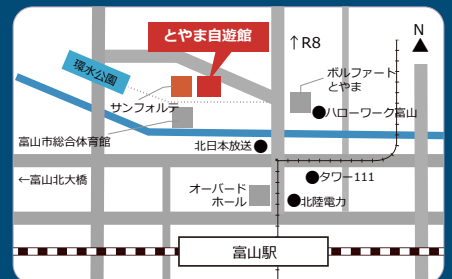 とやま自遊館
N
↑R8
環水公園
ボルファート
とやま
サンフォルテ
ハローワーク富山
富山市総合体育館
北日本放送
←富山北大橋
タワー111
オーバード
ホール
北陸電力
富山駅